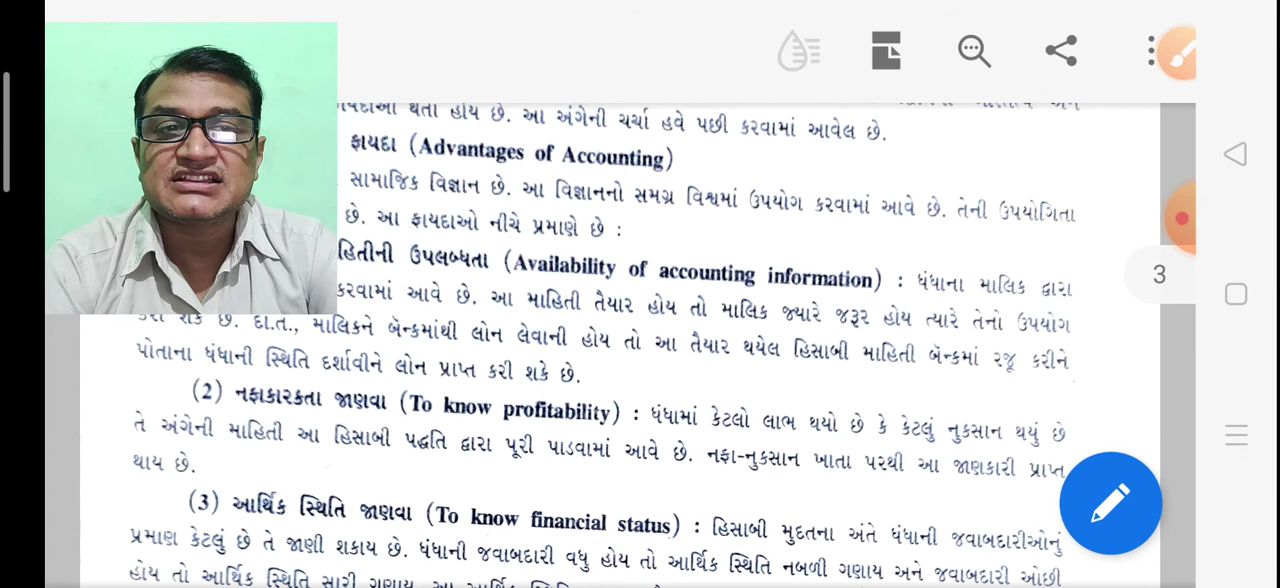 થતા હોય છે. આ અંગેની ચર્ચા હવે પછી કરવામાં આવેલ છે.
3
ફાયદા (Advantages of Accounting)
સામાજિક વિજ્ઞાન છે. આ વિજ્ઞાનનો સમગ્ર વિશ્વમાં ઉપયોગ કરવામાં આવે છે. તેની ઉપયોગિતા
છે. આ ફાયદાઓ નીચે પ્રમાણે છે :
ઉપલબ્ધતા (Availability of accounting information) : ધંધાના માલિક દ્વારા
કરવામાં આવે છે. આ માહિતી તૈયાર હોય તો માલિક જ્યારે જરૂર હોય ત્યારે તેનો ઉપયોગ
કરી શકે છે. દા.ત., માલિકને બૅન્કમાંથી લોન લેવાની હોય તો આ તૈયાર થયેલ હિસાબી માહિતી બૅન્કમાં રજૂ કરીને
પોતાના ધંધાની સ્થિતિ દર્શાવીને લોન પ્રાપ્ત કરી શકે છે.
(2) નફાકારકતા જાણવા (To know profitability) : ધંધામાં કેટલો લાભ થયો છે કે કેટલું નુકસાન થયું છે
તે અંગેની માહિતી આ હિસાબી પદ્ધતિ દ્વારા પૂરી પાડવામાં આવે છે. નફા-નુકસાન ખાતા પરથી આ જાણકારી પ્રાપ્ત
થાય છે.
(3) આર્થિક સ્થિતિ જાણવા (To know financial status) : હિસાબી મુદતના અંતે ધંધાની જવાબદારીઓનું
પ્રમાણ કેટલું છે તે જાણી શકાય છે. ધંધાની જવાબદારી વધુ હોય તો આર્થિક સ્થિતિ નબળી ગણાય અને જવાબદારી ઓછી
હોય તો આર્થિક સ્થિતિ સારી ગણાય